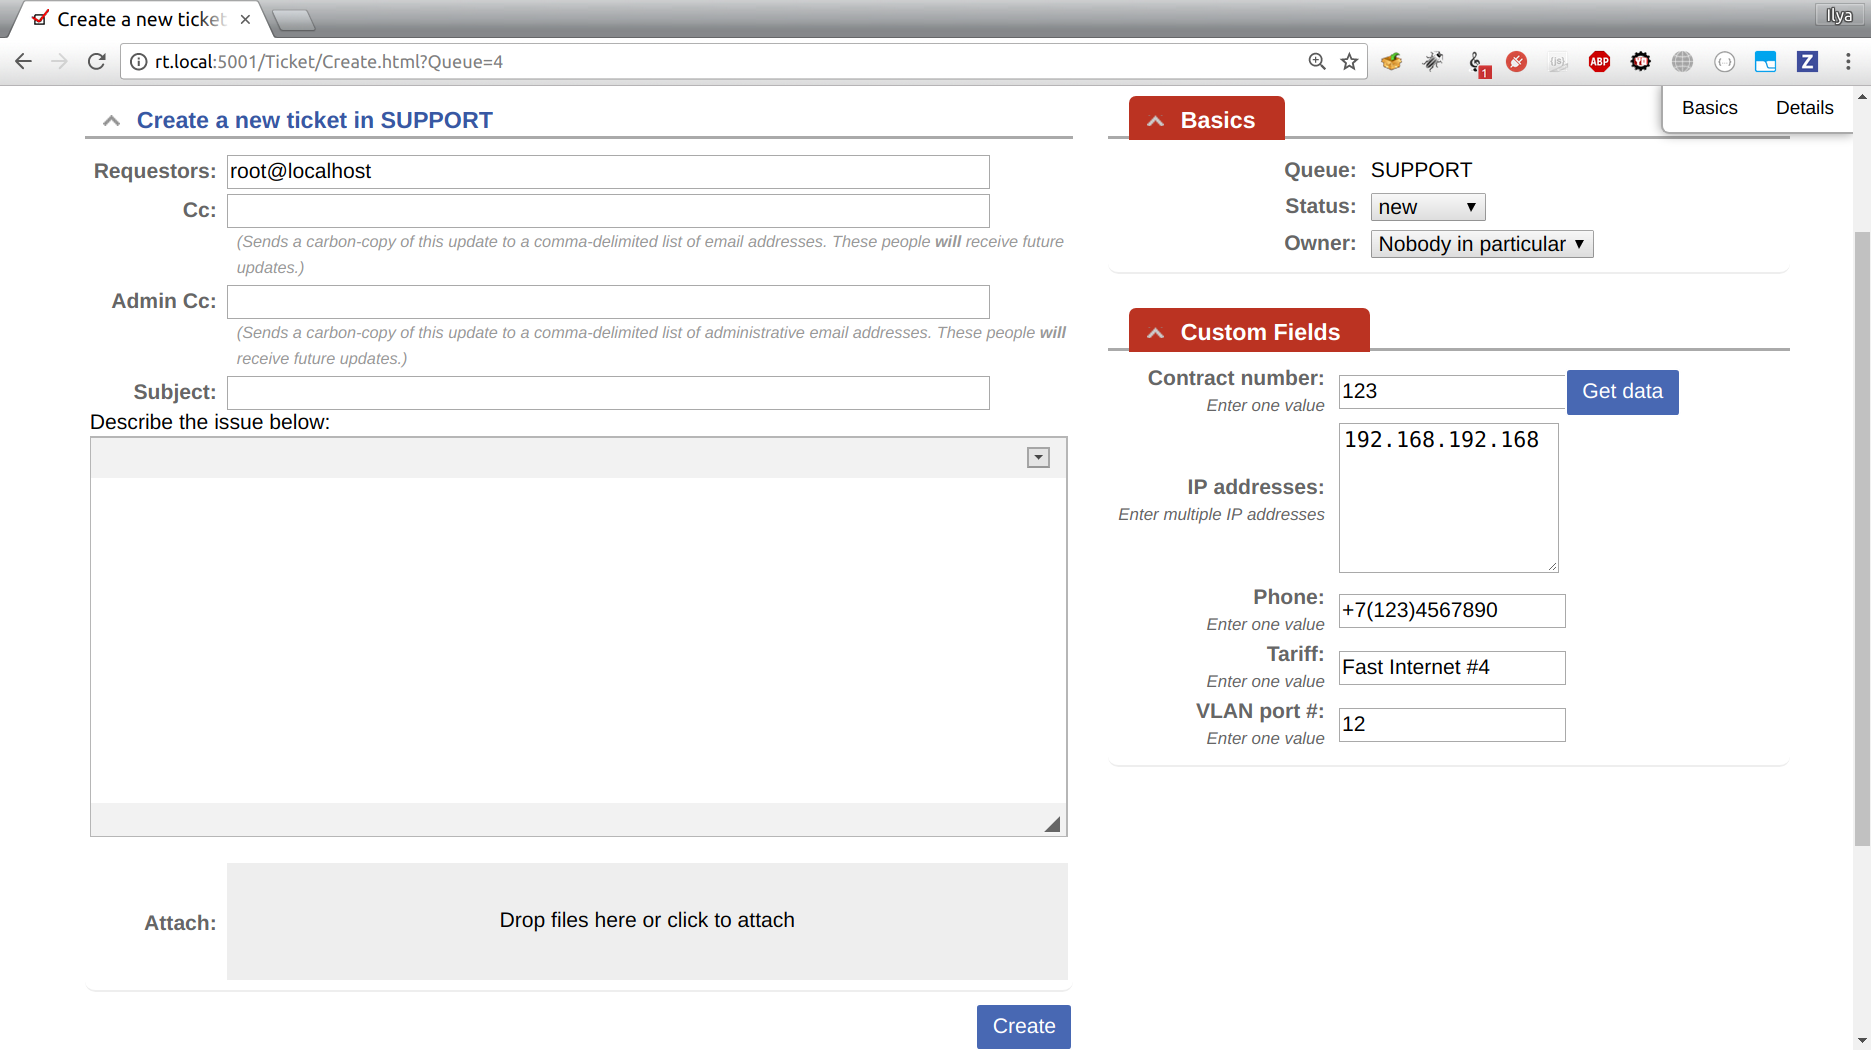 Create a new ticket
Ilya
rt.local:5001/Ticket/Create.html?Queue=4
1
ABP
Z
Basics Details
Create a new ticket in SUPPORT
Requestors: root@localhost
Cc:
(Sends a carbon-copy of this update to a comma-delimited list of email addresses. These people will receive future
updates.)
Admin Cc:
(Sends a carbon-copy of this update to a comma-delimited list of administrative email addresses. These people will
receive future updates.)
Subject:
Describe the issue below:
Attach: Drop files here or click to attach
Create
Basics
Queue: SUPPORT
Status: new
Owner: Nobody in particular
Custom Fields
Contract number: 123 Get data
Enter one value
192.168.192.168
IP addresses:
Enter multiple IP addresses
Phone: +7(123)4567890
Enter one value
Tariff: Fast Internet #4
Enter one value
VLAN port #: 12
Enter one value